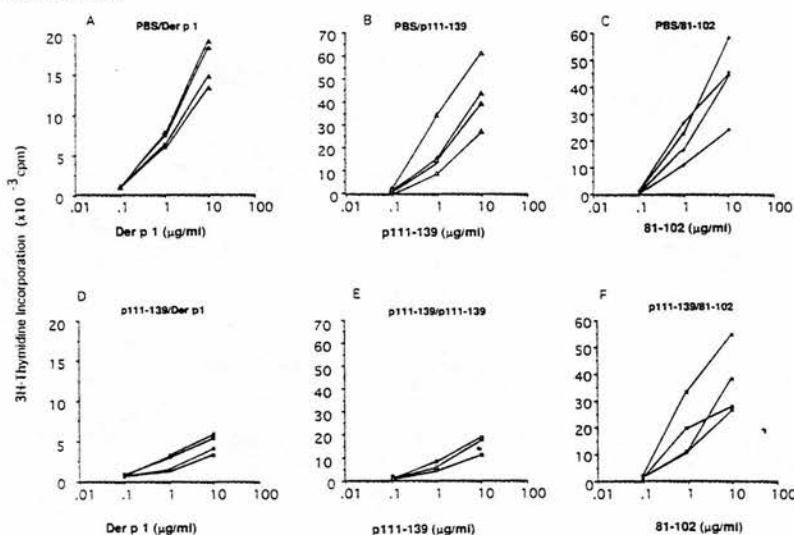 3H-Thymidine Incorporation (x10 -3 cpm)
A
PBS/Der p 1
20
15
10
5
0
.01 .1 1 10 100
Der p 1 (μg/ml)
B
PBS/p111-139
70
60
50
40
30
20
10
0
.01 .1 1 10 100
p111-139 (μg/ml)
C
PBS/81-102
60
50
40
30
20
10
0
.01 .1 1 10 100
81-102 (μg/ml)
D
p111-139/Der p1
20
15
10
5
0
.01 .1 1 10 100
Der p 1 (μg/ml)
E
p111-139/p111-139
70
60
50
40
30
20
10
0
.01 .1 1 10 100
p111-139 (μg/ml)
F
p111-139/81-102
60
50
40
30
20
10
0
.01 .1 1 10 100
81-102 (μg/ml)